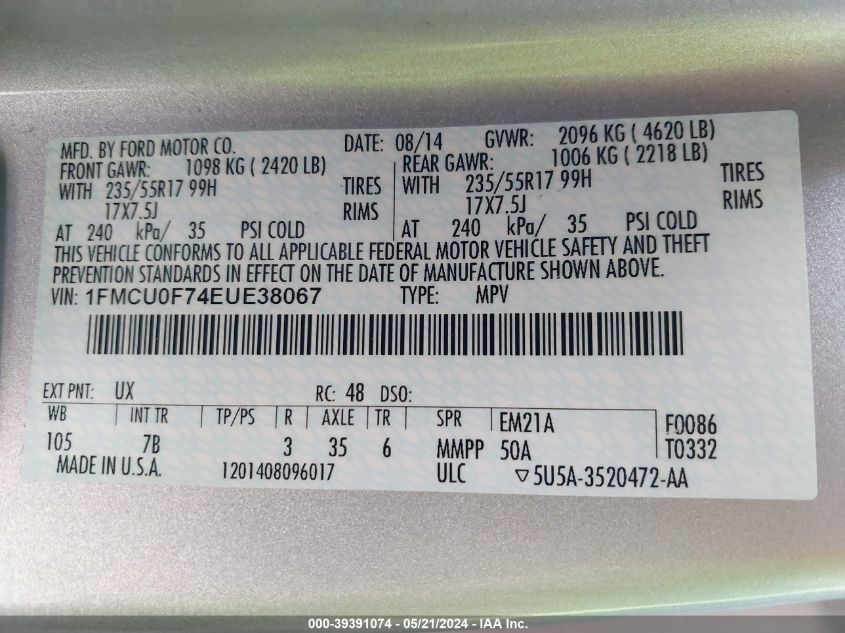 MFD. BY FORD MOTOR CO. DATE: 08/14 GVWR: 2096 KG ( 4620 LB)
FRONT GAWR: 1098 KG ( 2420 LB) REAR GAWR: 1006 KG ( 2218 LB)
WITH 235/55R17 99H TIRES WITH 235/55R17 99H TIRES
17X7.5J RIMS 17X7.5J RIMS
AT 240 kPa/ 35 PSI COLD AT 240 kPa/ 35 PSI COLD
THIS VEHICLE CONFORMS TO ALL APPLICABLE FEDERAL MOTOR VEHICLE SAFETY AND THEFT
PREVENTION STANDARDS IN EFFECT ON THE DATE OF MANUFACTURE SHOWN ABOVE.
VIN: 1FMCU0F74EUE38067 TYPE: MPV
EXT PNT: UX RC: 48 DSO:
WB INT TR TP/PS R AXLE TR SPR EM21A F0086
105 7B 3 35 6 MMPP 50A T0332
MADE IN U.S.A. 1201408096017 ULC ▽5U5A-3520472-AA
000-39391074 - 05/21/2024 - IAA Inc.